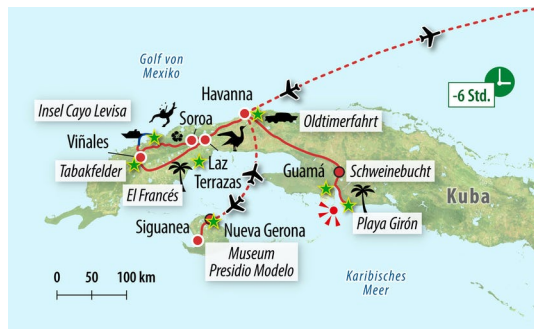 Golf von
Mexiko
-6 Std.
Havanna
Insel Cayo Levisa
Soroa
Oldtimerfahrt
Viñales
Tabakfelder
Laz
Terrazas
Guamá
Schweinebucht
El Francés
Kuba
Siguanea
Nueva Gerona
Playa Girón
Museum
Presidio Modelo
0 50 100 km
Karibisches
Meer